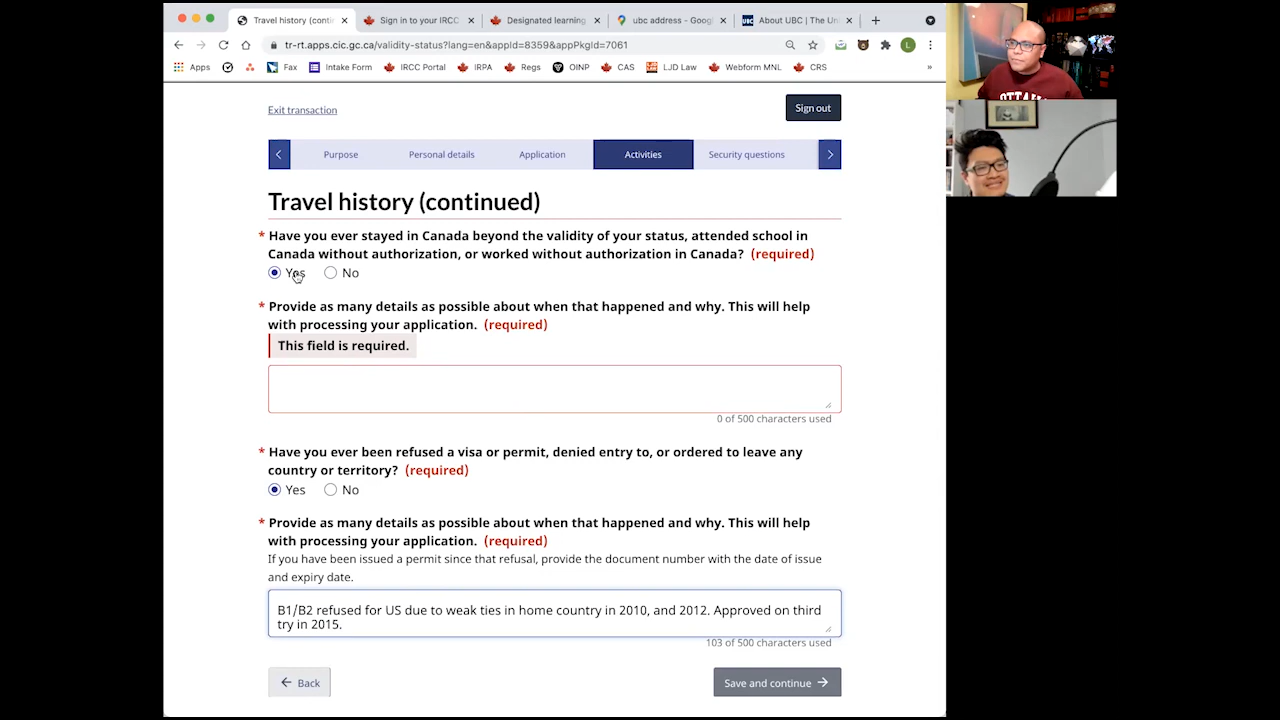 Travel history (conti
Sign in to your IRCC
Designated learning
ubc address - Googl
About UBC | The Uni
tr-rt.apps.cic.gc.ca/validity-status?lang=en&appId=8359&appPkgId=7061
L
Apps
Fax
Intake Form
IRCC Portal
IRPA
Regs
OINP
CAS
LJD Law
Webform MNL
CRS
»
Exit transaction
Sign out
Purpose
Personal details
Application
Activities
Security questions
Travel history (continued)
* Have you ever stayed in Canada beyond the validity of your status, attended school in
Canada without authorization, or worked without authorization in Canada? (required)
Yes No
* Provide as many details as possible about when that happened and why. This will help
with processing your application. (required)
This field is required.
0 of 500 characters used
* Have you ever been refused a visa or permit, denied entry to, or ordered to leave any
country or territory? (required)
Yes No
* Provide as many details as possible about when that happened and why. This will help
with processing your application. (required)
If you have been issued a permit since that refusal, provide the document number with the date of issue
and expiry date.
B1/B2 refused for US due to weak ties in home country in 2010, and 2012. Approved on third
try in 2015.
103 of 500 characters used
Back
Save and continue
OTTAWA